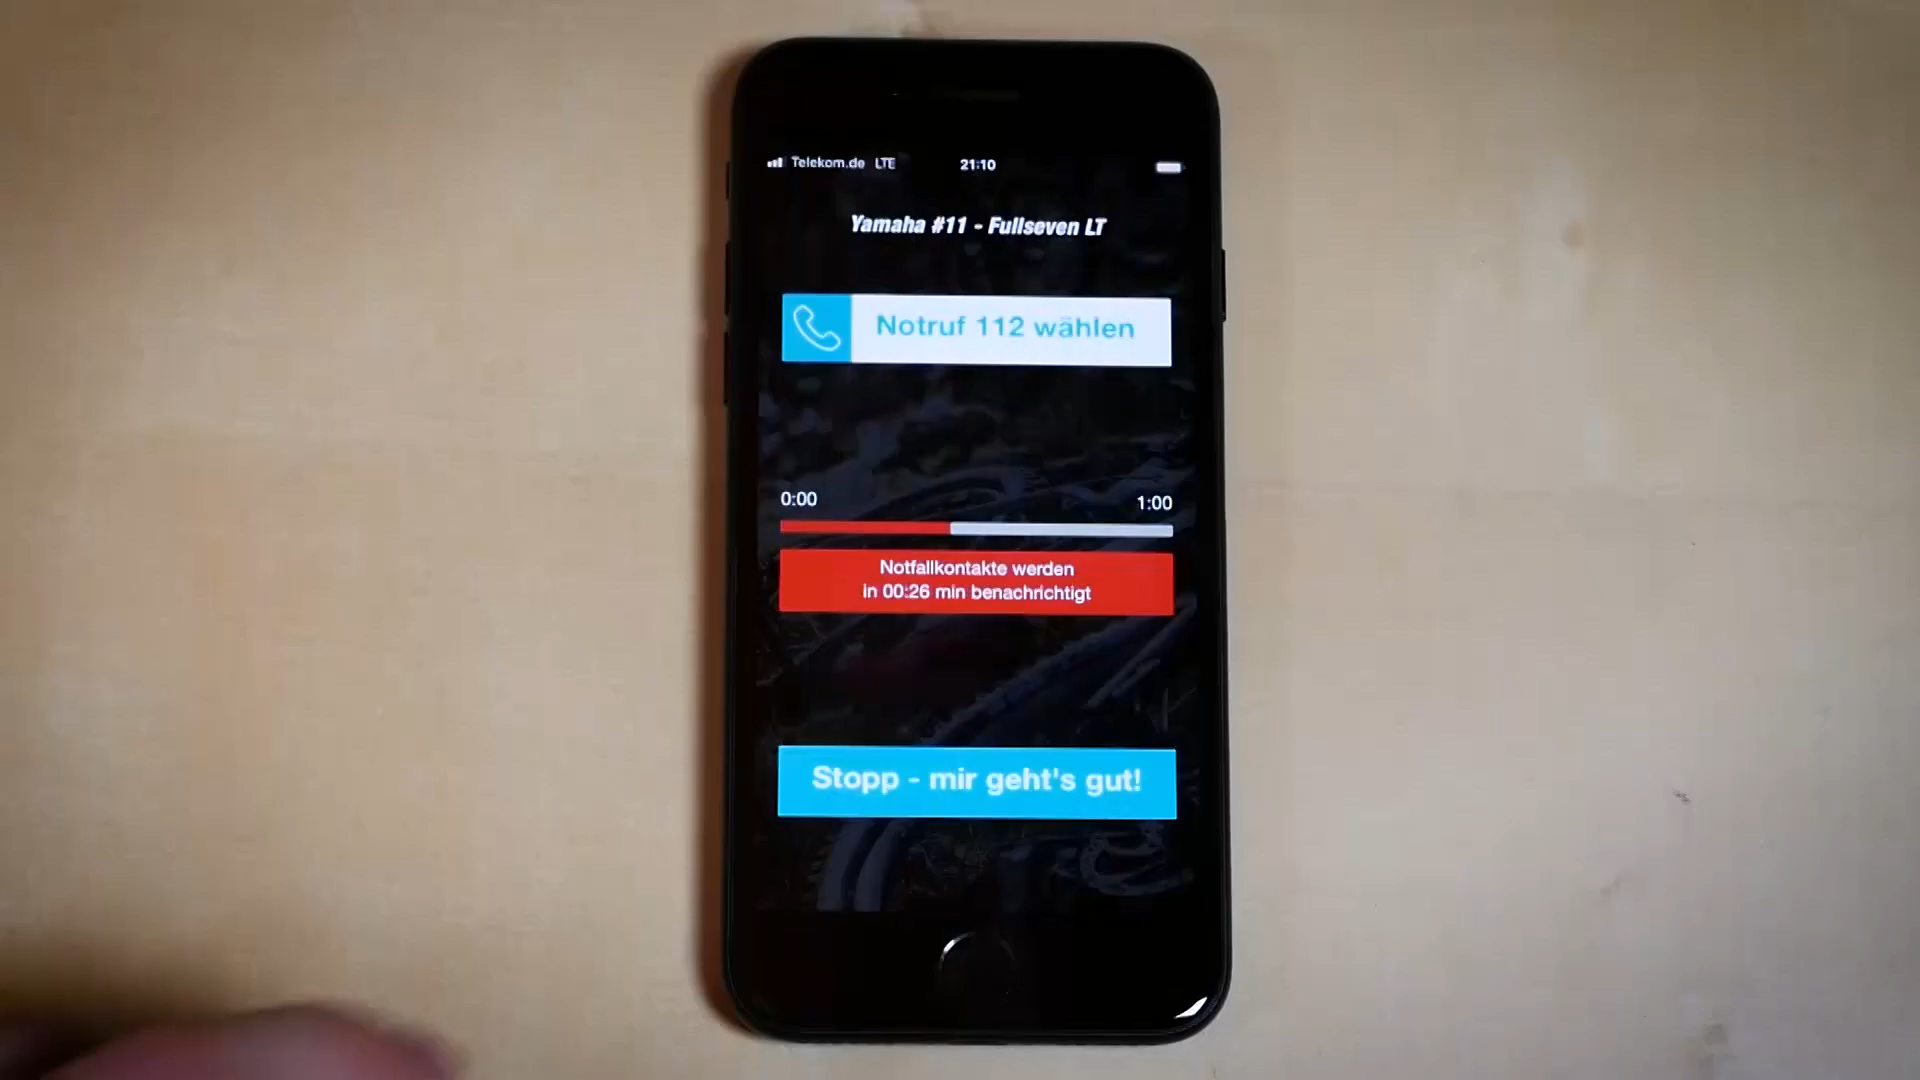 Telekom.de LTE 21:10
Yamaha #11 - Fullseven LT
Notruf 112 wählen
0:00 1:00
Notfallkontakte werden
in 00:26 min benachrichtigt
Stopp - mir geht's gut!